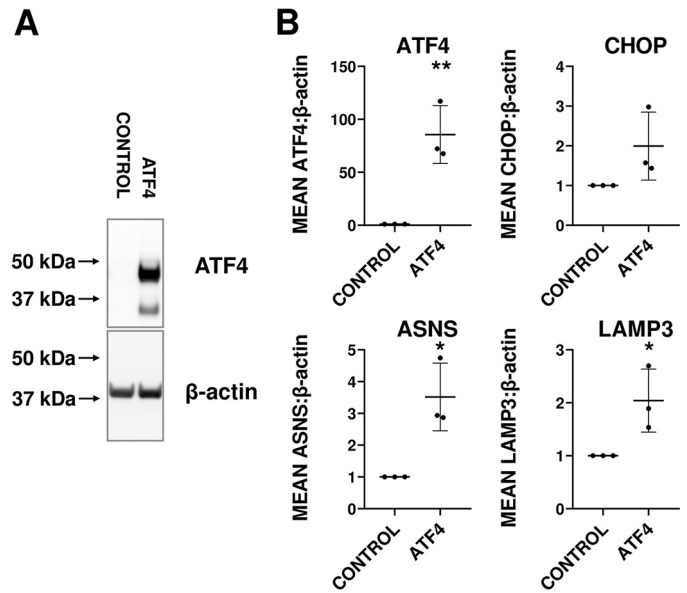 A
CONTROL
ATF4
50 kDa→
37 kDa→
ATF4
50 kDa→
37 kDa→
β-actin
B
ATF4
**
MEAN ATF4:β-actin
150
100
50
0
CONTROL
ATF4
CHOP
MEAN CHOP:β-actin
4
3
2
1
0
CONTROL
ATF4
ASNS
*
MEAN ASNS:β-actin
5
4
3
2
1
0
CONTROL
ATF4
LAMP3
*
MEAN LAMP3:β-actin
3
2
1
0
CONTROL
ATF4